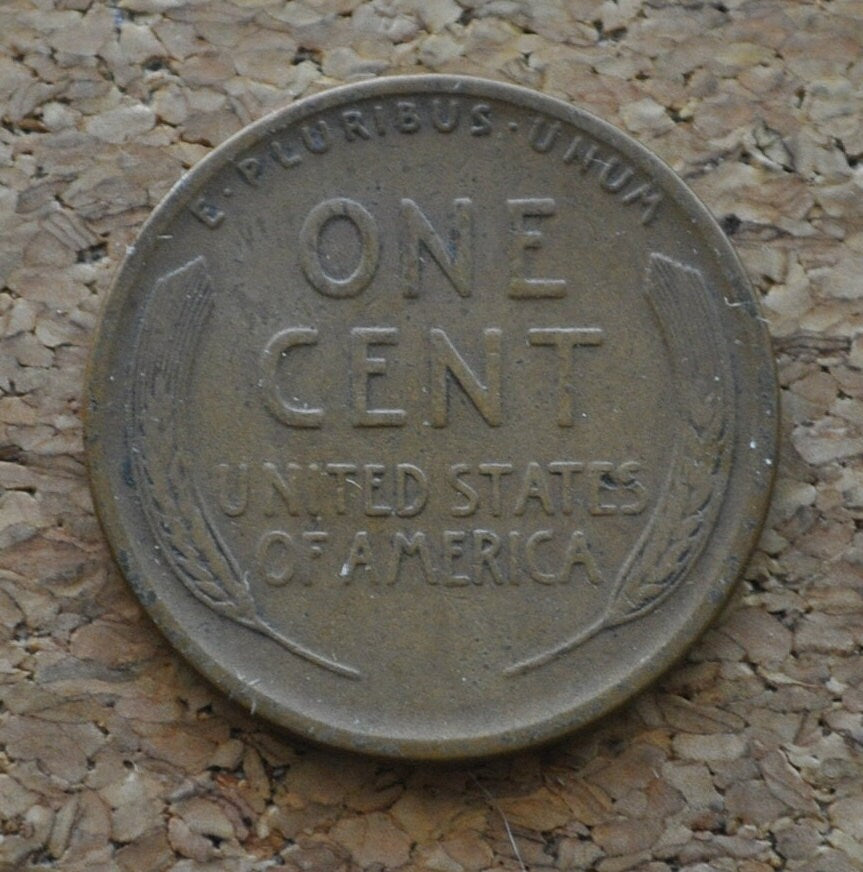 E·PLURIBUS·UNUM
ONE
CENT
UNITED STATES
OF AMERICA